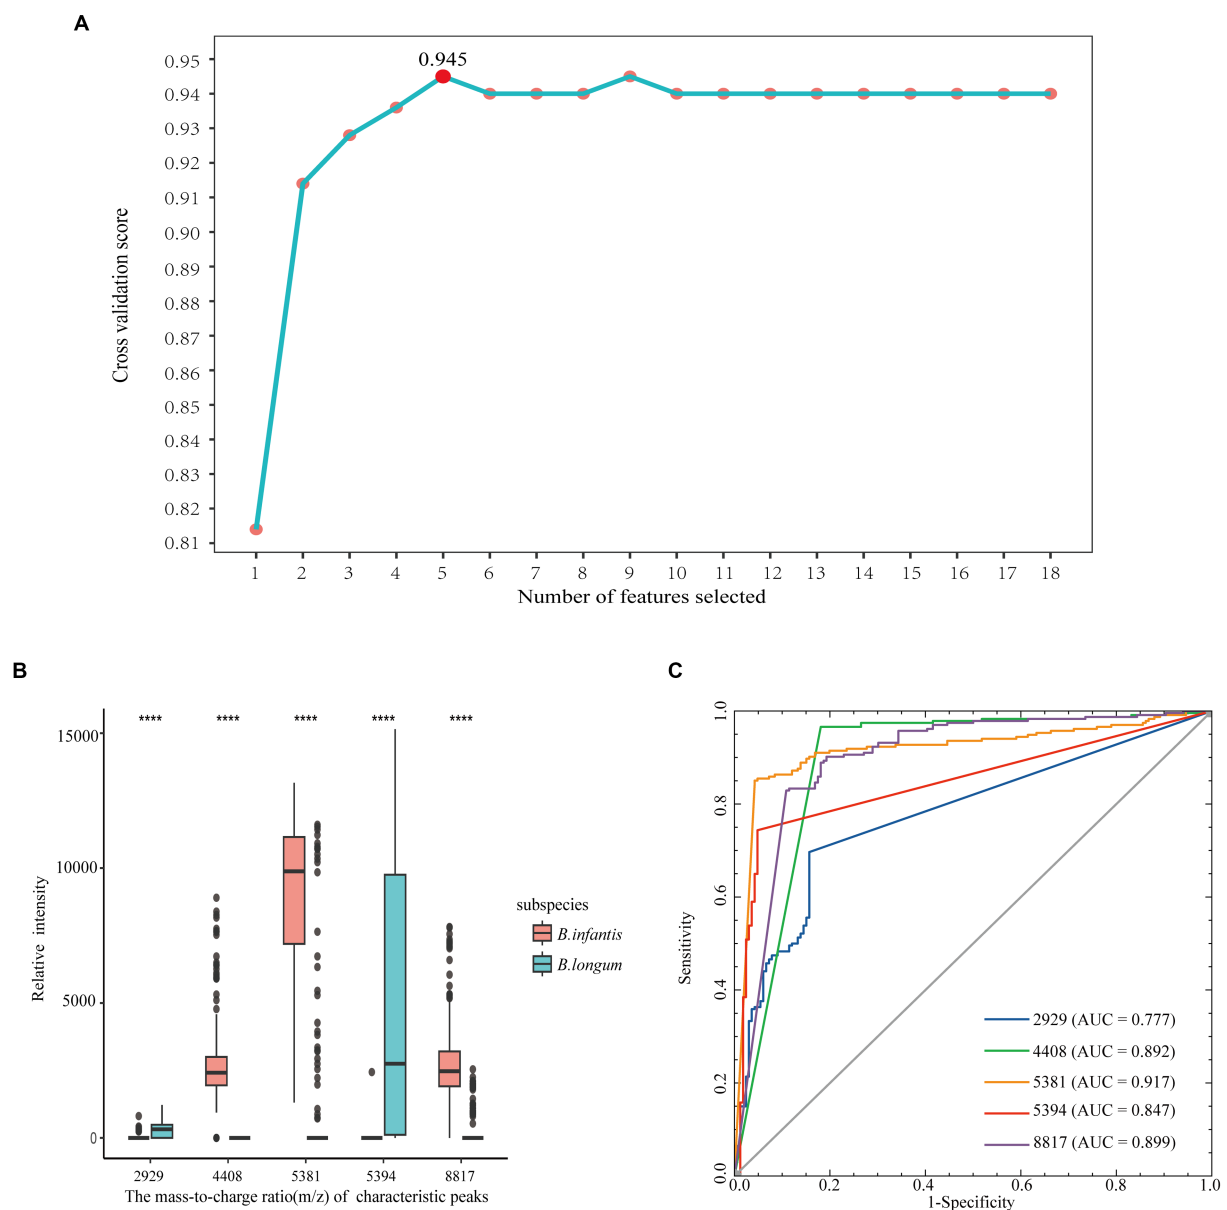 A
0.945
0.95
0.94
0.93
0.92
0.91
0.90
0.89
0.88
0.87
0.86
0.85
0.84
0.83
0.82
0.81
Cross validation score
1 2 3 4 5 6 7 8 9 10 11 12 13 14 15 16 17 18
Number of features selected
B
**** **** **** **** ****
15000
10000
5000
0
Relative intensity
2929 4408 5381 5394 8817
The mass-to-charge ratio(m/z) of characteristic peaks
subspecies
B.infantis
B.longum
C
1.0
0.8
0.6
0.4
0.2
0.0
Sensitivity
2929 (AUC = 0.777)
4408 (AUC = 0.892)
5381 (AUC = 0.917)
5394 (AUC = 0.847)
8817 (AUC = 0.899)
0.0 0.2 0.4 0.6 0.8 1.0
1-Specificity